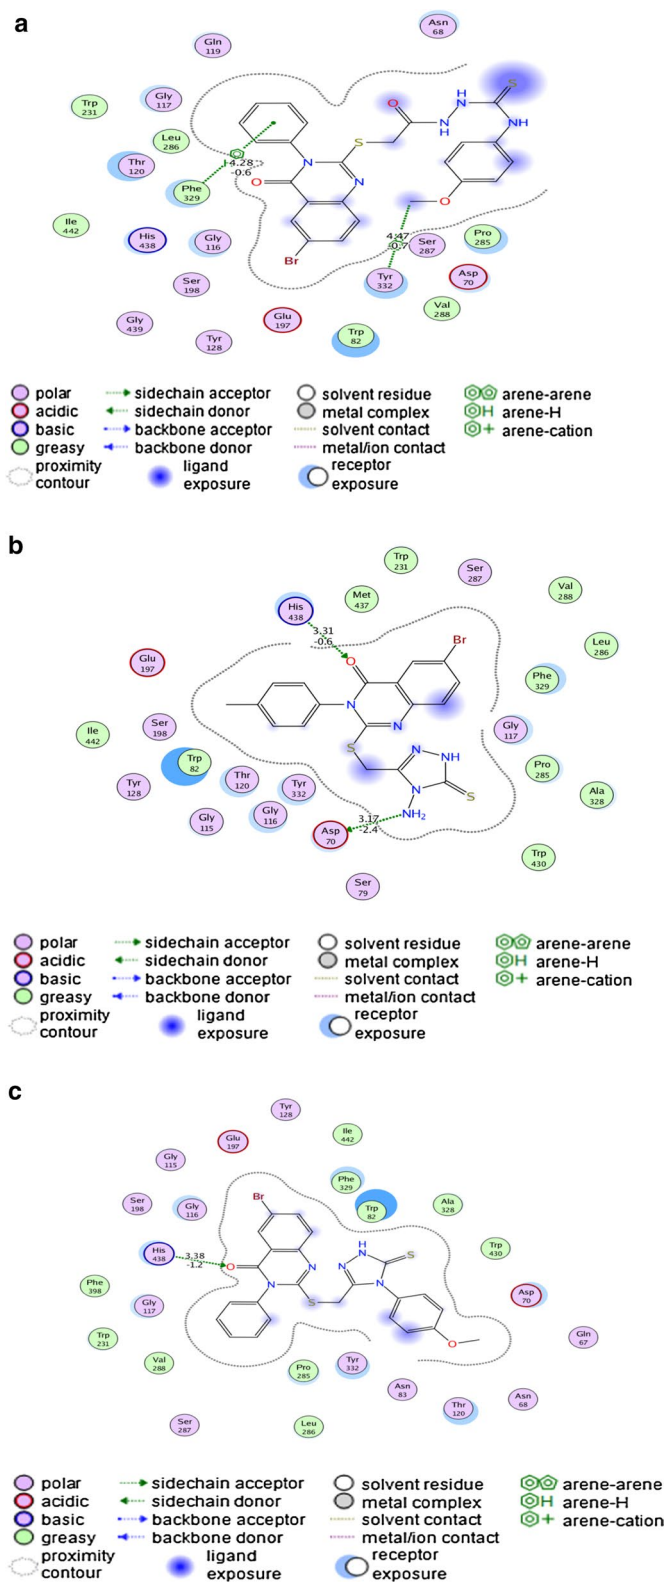 a
Asn
68
Gln
119
Gly
117
Trp
231
Leu
286
Thr
120
Phe
329
4.28
-0.6
Ile
442
His
438
Gly
116
Ser
198
Gly
439
Tyr
128
Glu
197
Trp
82
Tyr
332
4.47
-0.7
Ser
287
Pro
285
Asp
70
Val
288
O
S
O
NH
NH
H
N
H
N
S
NH
N
N
Br
O
polar
acidic
basic
greasy
proximity
contour
sidechain acceptor
sidechain donor
backbone acceptor
backbone donor
ligand
exposure
solvent residue
metal complex
solvent contact
metal/ion contact
receptor
exposure
arene-arene
H arene-H
+ arene-cation
b
Trp
231
Ser
287
Val
288
Met
437
His
438
3.31
-0.6
Leu
286
Phe
329
Glu
197
Ser
198
Ile
442
Trp
82
Tyr
128
Thr
120
Tyr
332
Gly
115
Gly
116
Gly
117
Pro
285
Ala
328
Trp
430
Asp
70
3.17
-2.4
Ser
79
Br
O
N
N
S
N
NH
N
S
NH2
polar
acidic
basic
greasy
proximity
contour
sidechain acceptor
sidechain donor
backbone acceptor
backbone donor
ligand
exposure
solvent residue
metal complex
solvent contact
metal/ion contact
receptor
exposure
arene-arene
H arene-H
+ arene-cation
c
Tyr
128
Glu
197
Ile
442
Gly
115
Phe
329
Trp
82
Ala
328
Ser
198
Gly
116
Trp
430
His
438
3.38
-1.2
Phe
398
Gly
117
Asp
70
Gln
67
Trp
231
Val
288
Pro
285
Tyr
332
Asn
83
Thr
120
Asn
68
Ser
287
Leu
286
Br
O
N
N
S
N
H
N
N
S
O
polar
acidic
basic
greasy
proximity
contour
sidechain acceptor
sidechain donor
backbone acceptor
backbone donor
ligand
exposure
solvent residue
metal complex
solvent contact
metal/ion contact
receptor
exposure
arene-arene
H arene-H
+ arene-cation